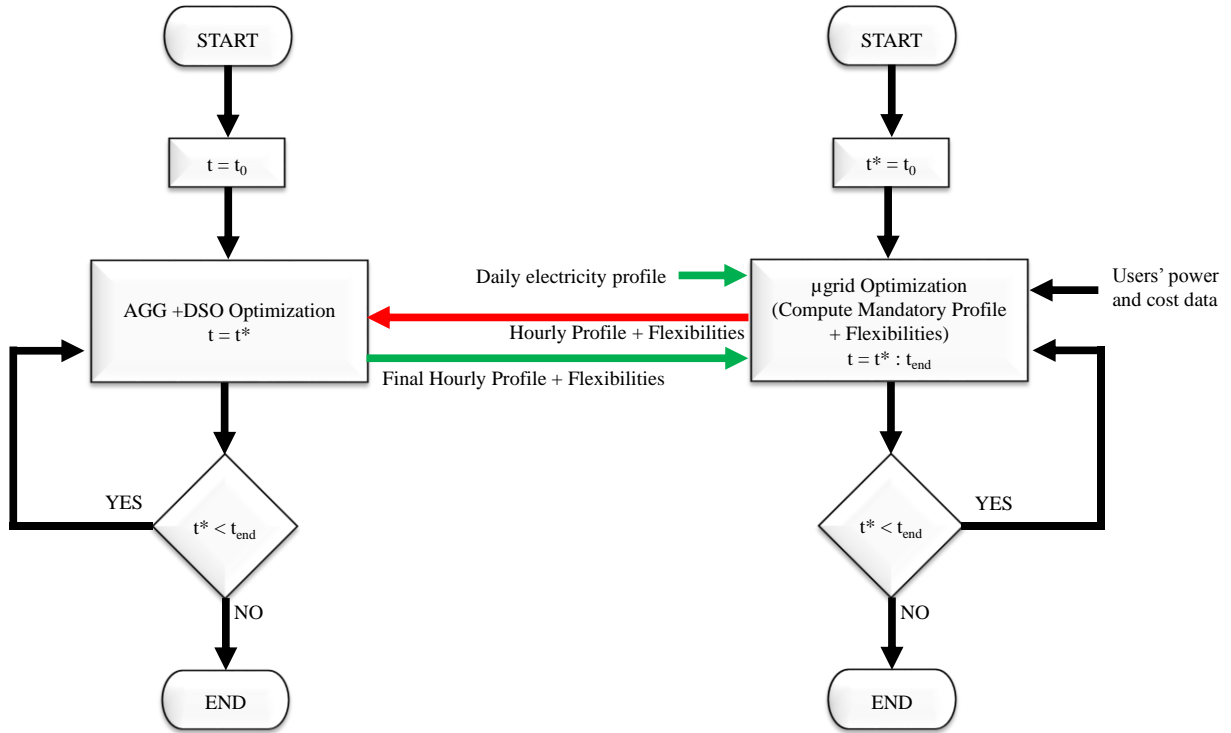 START
START
t = t₀
t* = t₀
Daily electricity profile
AGG +DSO Optimization
t = t*
µgrid Optimization
(Compute Mandatory Profile
+ Flexibilities)
t = t* : tₑₙd
Users' power
and cost data
Hourly Profile + Flexibilities
Final Hourly Profile + Flexibilities
YES
t* < tend
NO
END
YES
t* < tend
NO
END